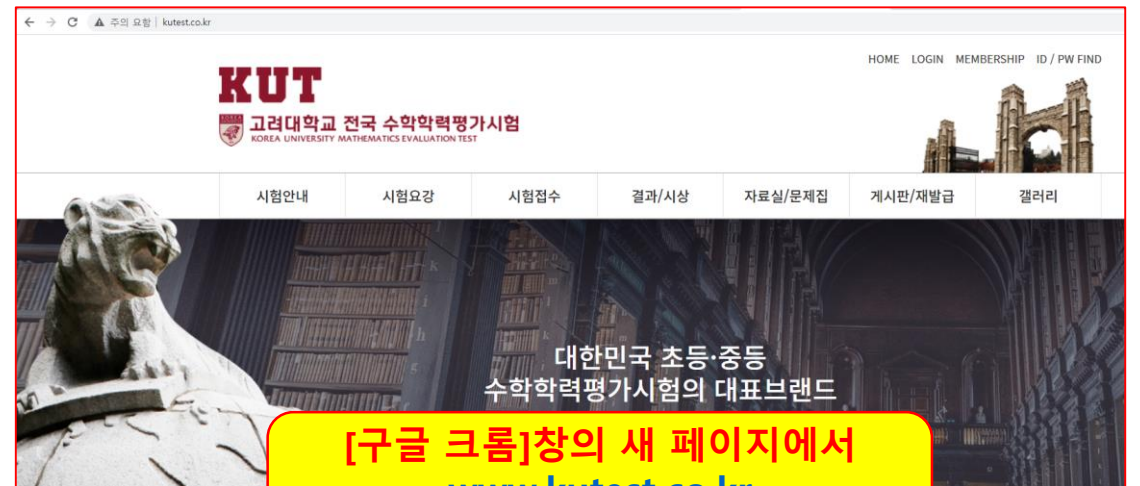 주의 요함 | kutest.co.kr
HOME LOGIN MEMBERSHIP ID / PW FIND
KUT
고려대학교 전국 수학학력평가시험
KOREA UNIVERSITY MATHEMATICS EVALUATION TEST
시험안내 시험요강 시험접수 결과/시상 자료실/문제집 게시판/재발급 갤러리
대한민국 초등·중등
수학학력평가시험의 대표브랜드
[구글 크롬]창의 새 페이지에서
www.kutest.co.kr